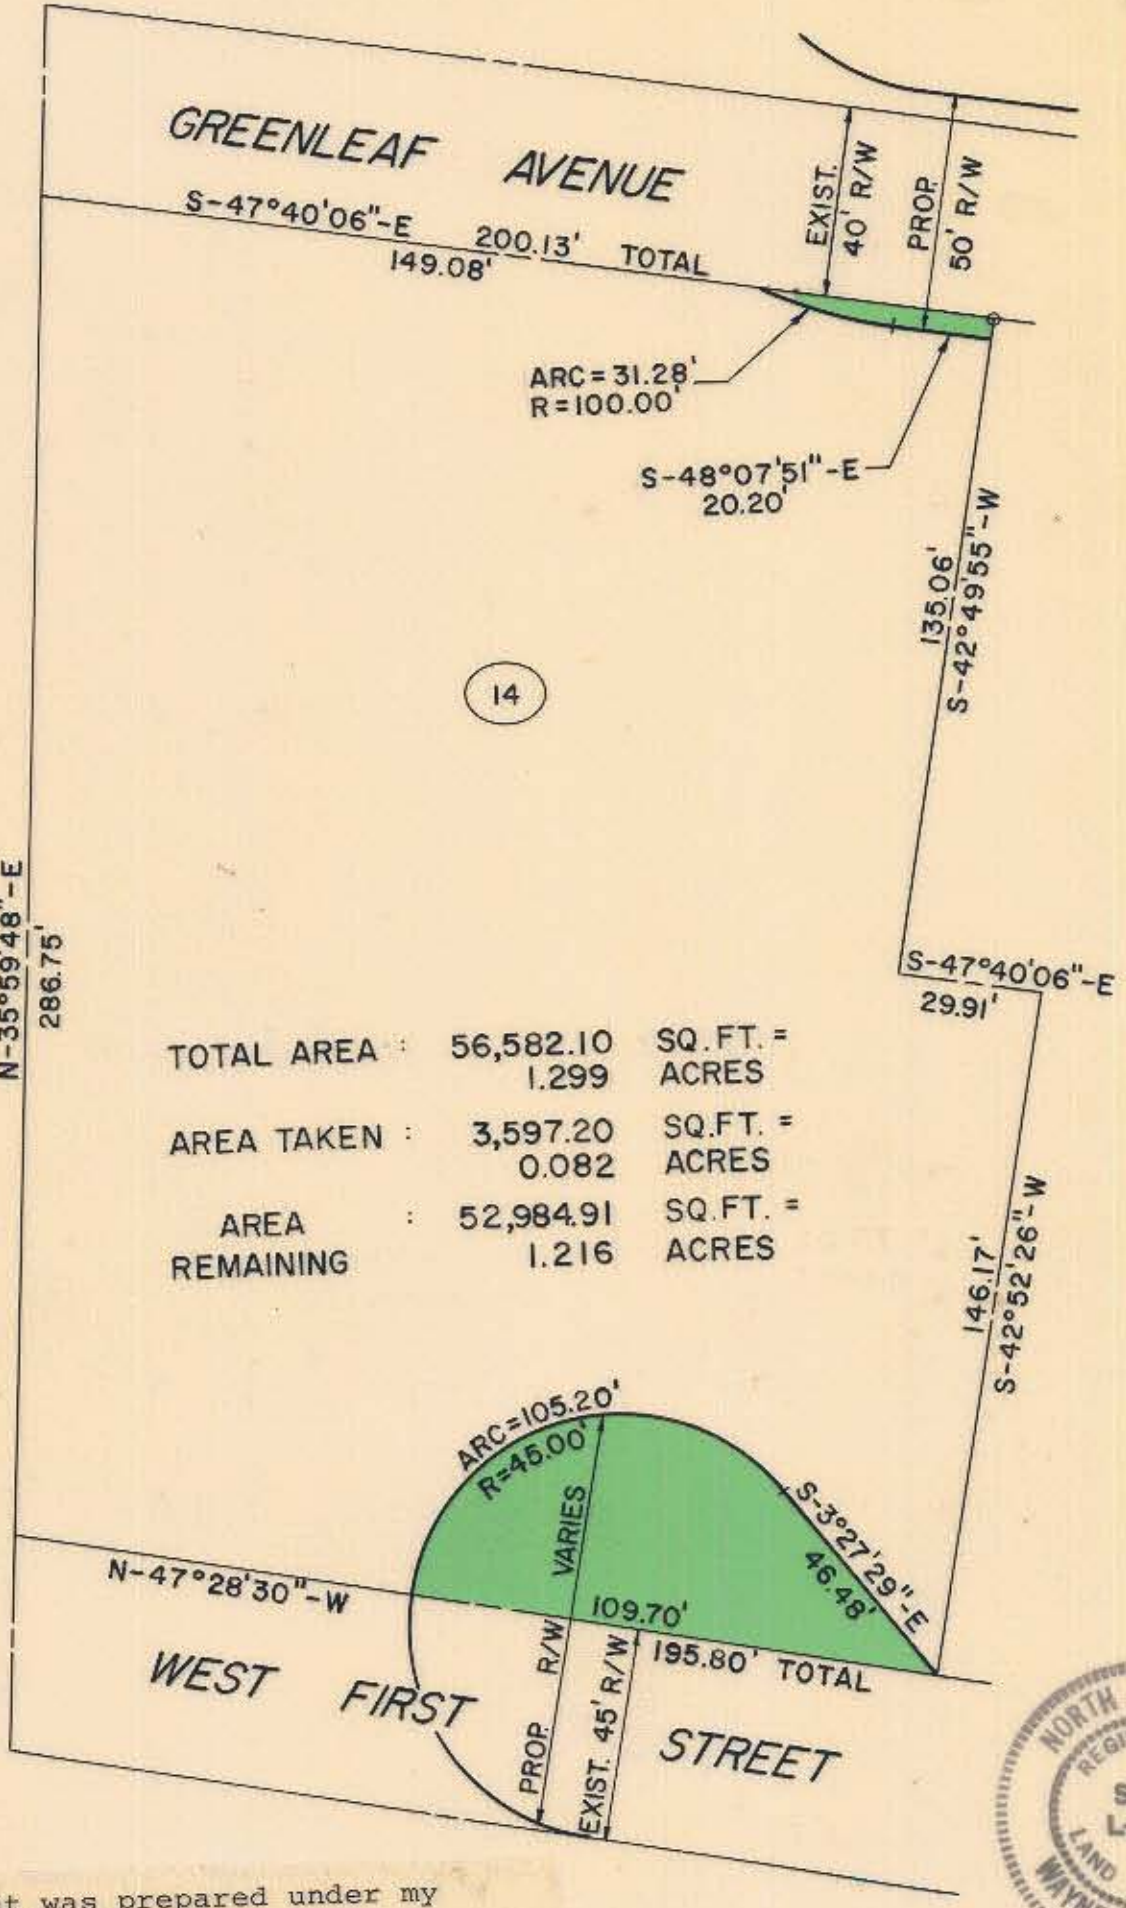 GREENLEAF AVENUE
EXIST.
40' R/W
PROP.
50' R/W
S-47°40'06"-E 200.13' TOTAL
149.08'
ARC=31.28'
R=100.00'
S-48°07'51"-E
20.20'
135.06'
S-42°49'55"-W
14
N-35°59'48"-E
286.75'
S-47°40'06"-E
29.91'
TOTAL AREA : 56,582.10 SQ.FT. =
1.299 ACRES
AREA TAKEN : 3,597.20 SQ.FT. =
0.082 ACRES
AREA : 52,984.91 SQ.FT. =
REMAINING 1.216 ACRES
146.17'
S-42°52'26"-W
ARC=105.20'
R=45.00'
VARIES
S-3°27'29"-E
46.48'
N-47°28'30"-W
109.70'
195.80' TOTAL
PROP. R/W
EXIST. 45' R/W
WEST FIRST STREET
NORTH
LAND
was prepared under my